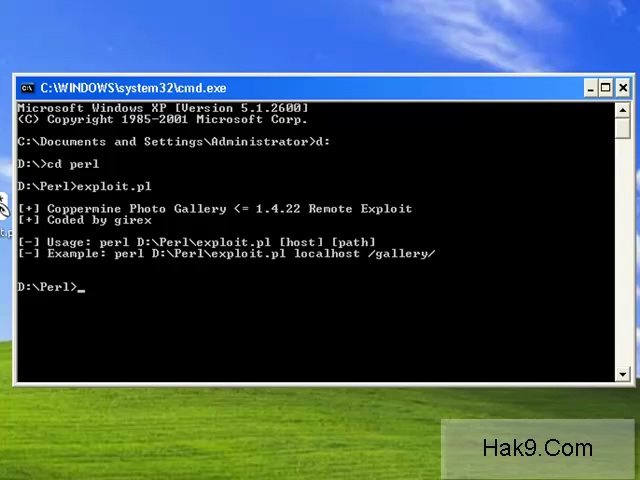 C:\WINDOWS\system32\cmd.exe
Microsoft Windows XP [Version 5.1.2600]
(C) Copyright 1985-2001 Microsoft Corp.
C:\Documents and Settings\Administrator>d:
D:\>cd perl
D:\Perl>exploit.pl
[+] Coppermine Photo Gallery <= 1.4.22 Remote Exploit
[+] Coded by girex
[-] Usage: perl D:\Perl\exploit.pl [host] [path]
[-] Example: perl D:\Perl\exploit.pl localhost /gallery/
D:\Perl>_
Hak9.Com